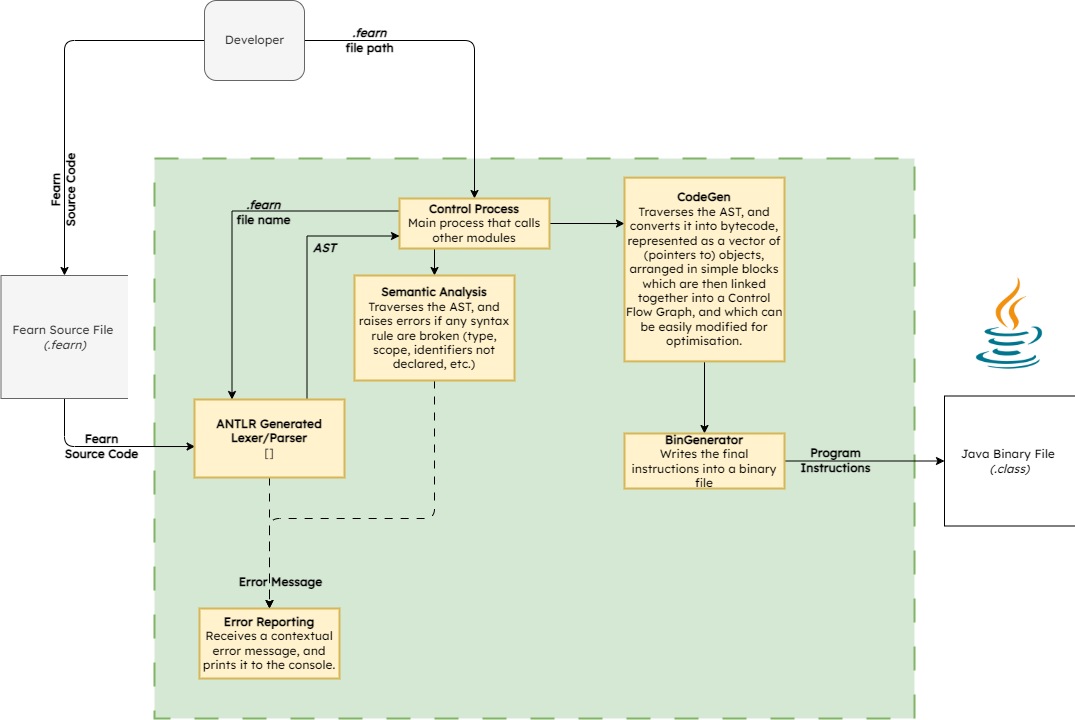 Developer
.fearn
file path
Fearn
Source Code
Fearn Source File
(.fearn)
Fearn
Source Code
.fearn
file name
AST
Control Process
Main process that calls
other modules
Semantic Analysis
Traverses the AST, and
raises errors if any syntax
rule are broken (type,
scope, identifiers not
declared, etc.)
ANTLR Generated
Lexer/Parser
[]
Error Message
Error Reporting
Receives a contextual
error message, and
prints it to the console.
CodeGen
Traverses the AST, and
converts it into bytecode,
represented as a vector of
(pointers to) objects,
arranged in simple blocks
which are then linked
together into a Control
Flow Graph, and which can
be easily modified for
optimisation.
BinGenerator
Writes the final
instructions into a binary
file
Program
Instructions
Java Binary File
(.class)